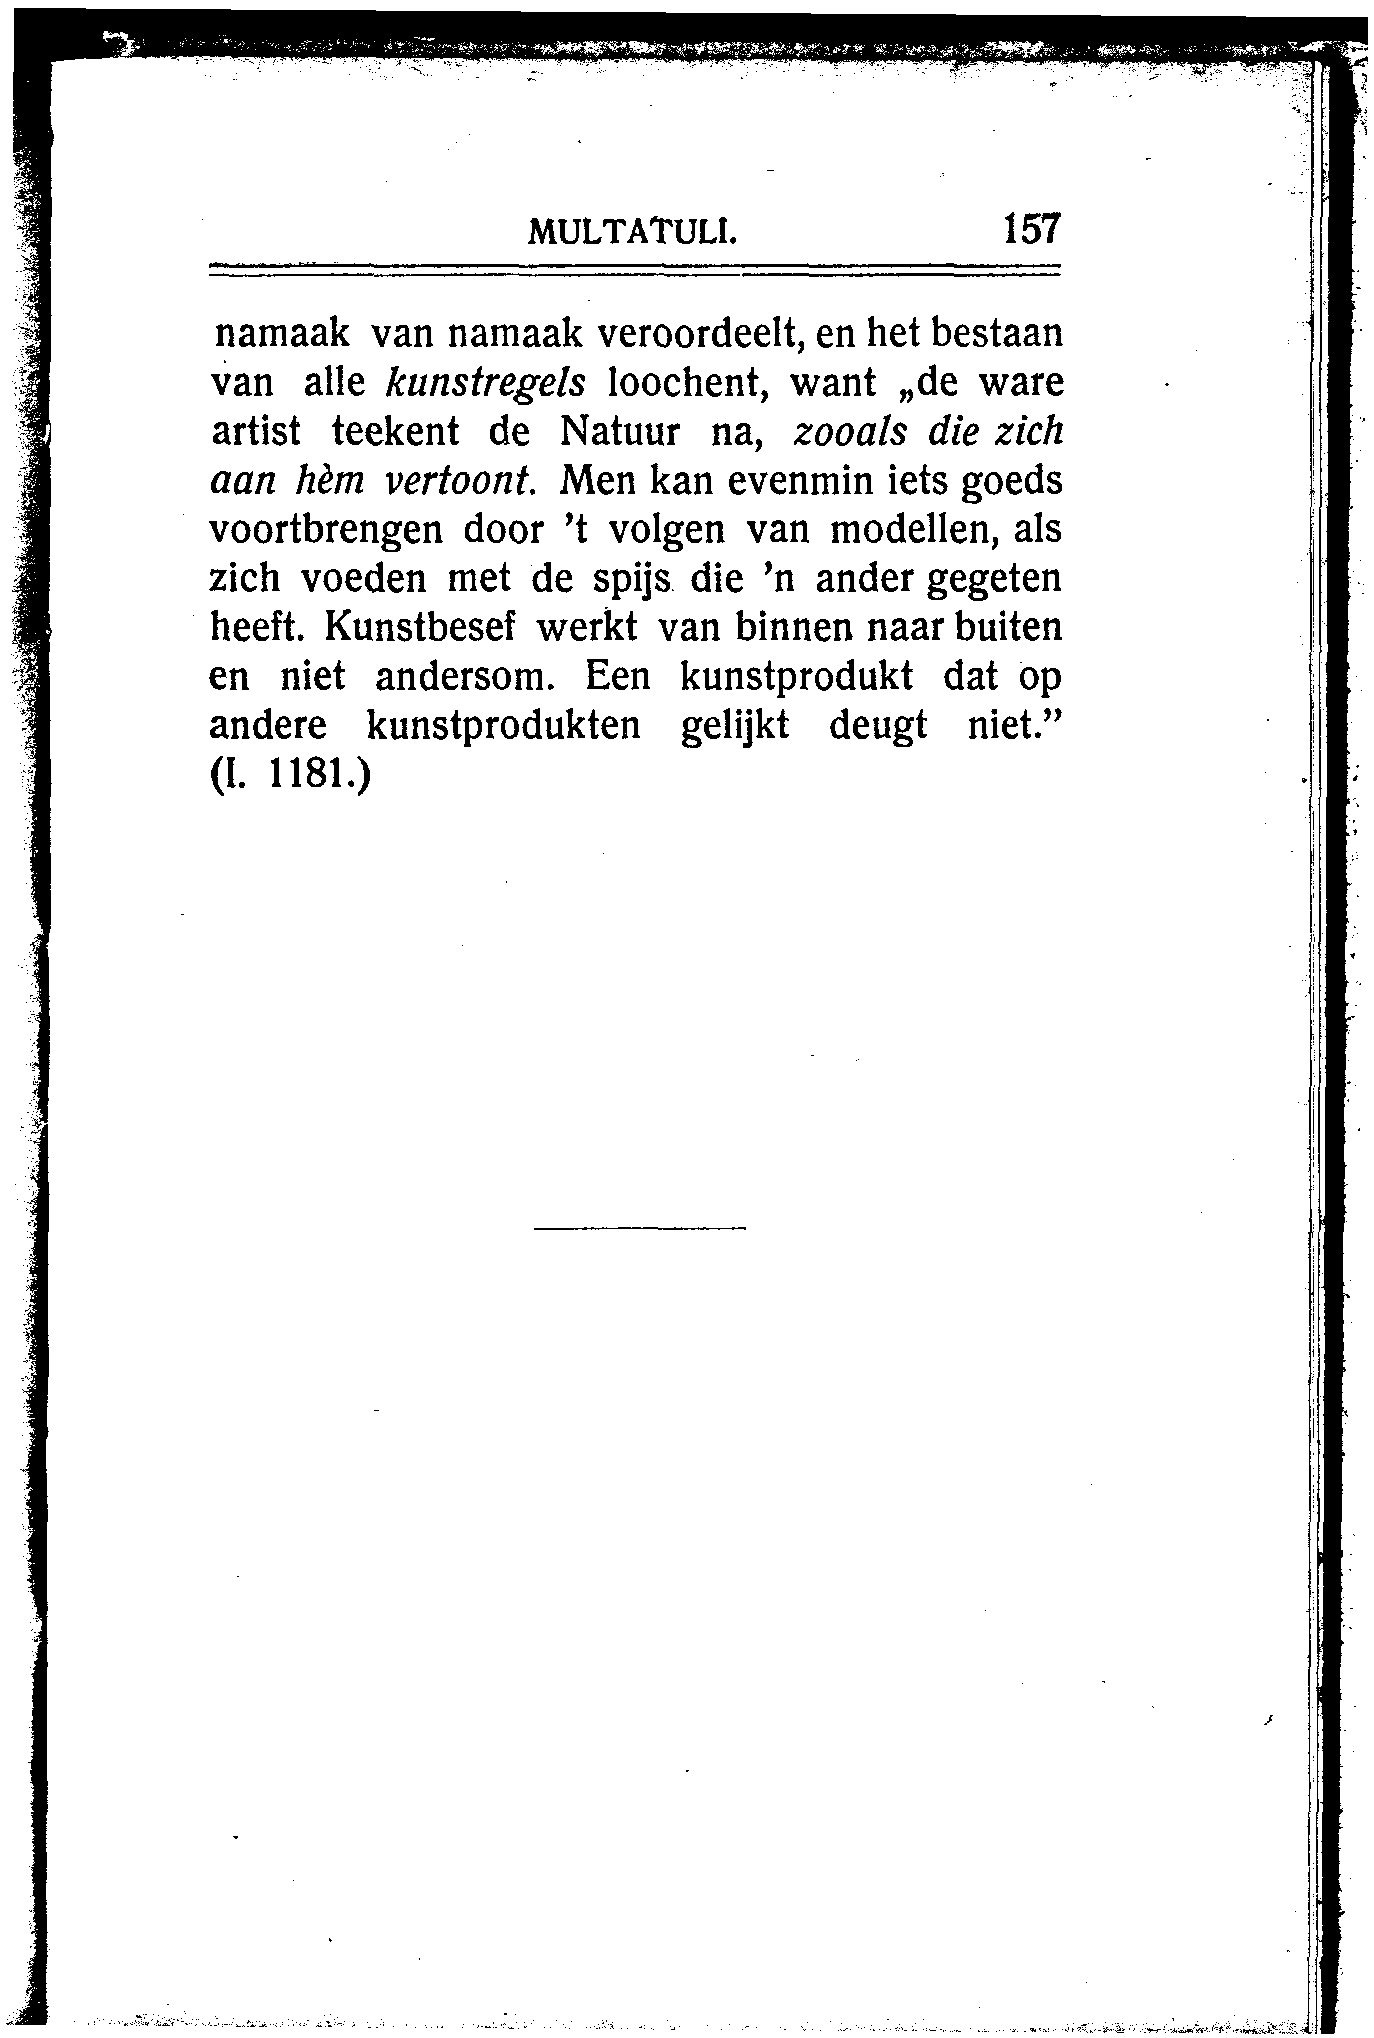 MULTATULI. 157
namaak van namaak veroordeelt, en het bestaan
van alle kunstregels loochent, want „de ware
artist teekent de Natuur na, zooals die zich
aan hèm vertoont. Men kan evenmin iets goeds
voortbrengen door 't volgen van modellen, als
zich voeden met de spijs die 'n ander gegeten
heeft. Kunstbesef werkt van binnen naar buiten
en niet andersom. Een kunstprodukt dat op
andere kunstprodukten gelijkt deugt niet.”
(I. 1181.)